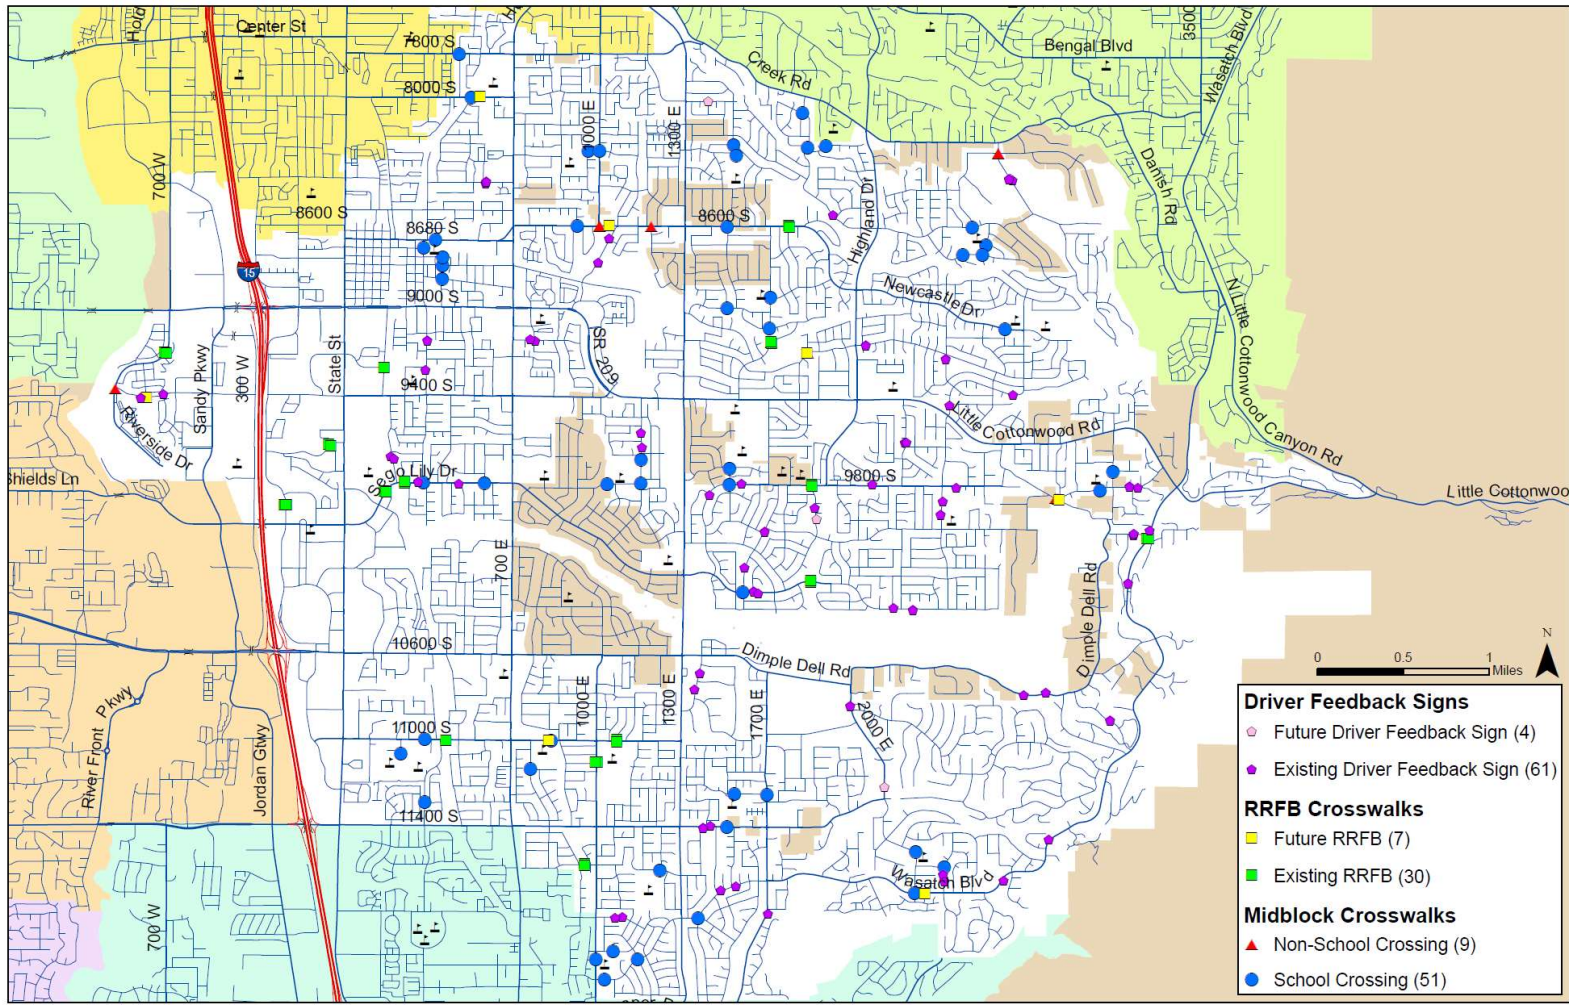 Center St
7800 S
8000 S
Creek Rd
Bengal Blvd
3500
Wasatch Blvd
1000 E
1300 E
700 W
8600 S
8680 S
8600 S
Highland Dr
Danish Rd
15
9000 S
Newcastle Dr
N Little Cottonwood Canyon Rd
SR 209
State St
300 W
Sandy Pkwy
9400 S
Riverside Dr
Little Cottonwood Rd
Shields Ln
Sego Lily Dr
9800 S
Little Cottonwoo
700 E
Dimple Dell Rd
10600 S
Dimple Dell Rd
River Front Pkwy
Jordan Gtwy
1000 E
1300 E
1700 E
2000 E
11000 S
11400 S
Wasatch Blvd
700 W
N
0 0.5 1
Miles
Driver Feedback Signs
Future Driver Feedback Sign (4)
Existing Driver Feedback Sign (61)
RRFB Crosswalks
Future RRFB (7)
Existing RRFB (30)
Midblock Crosswalks
Non-School Crossing (9)
School Crossing (51)